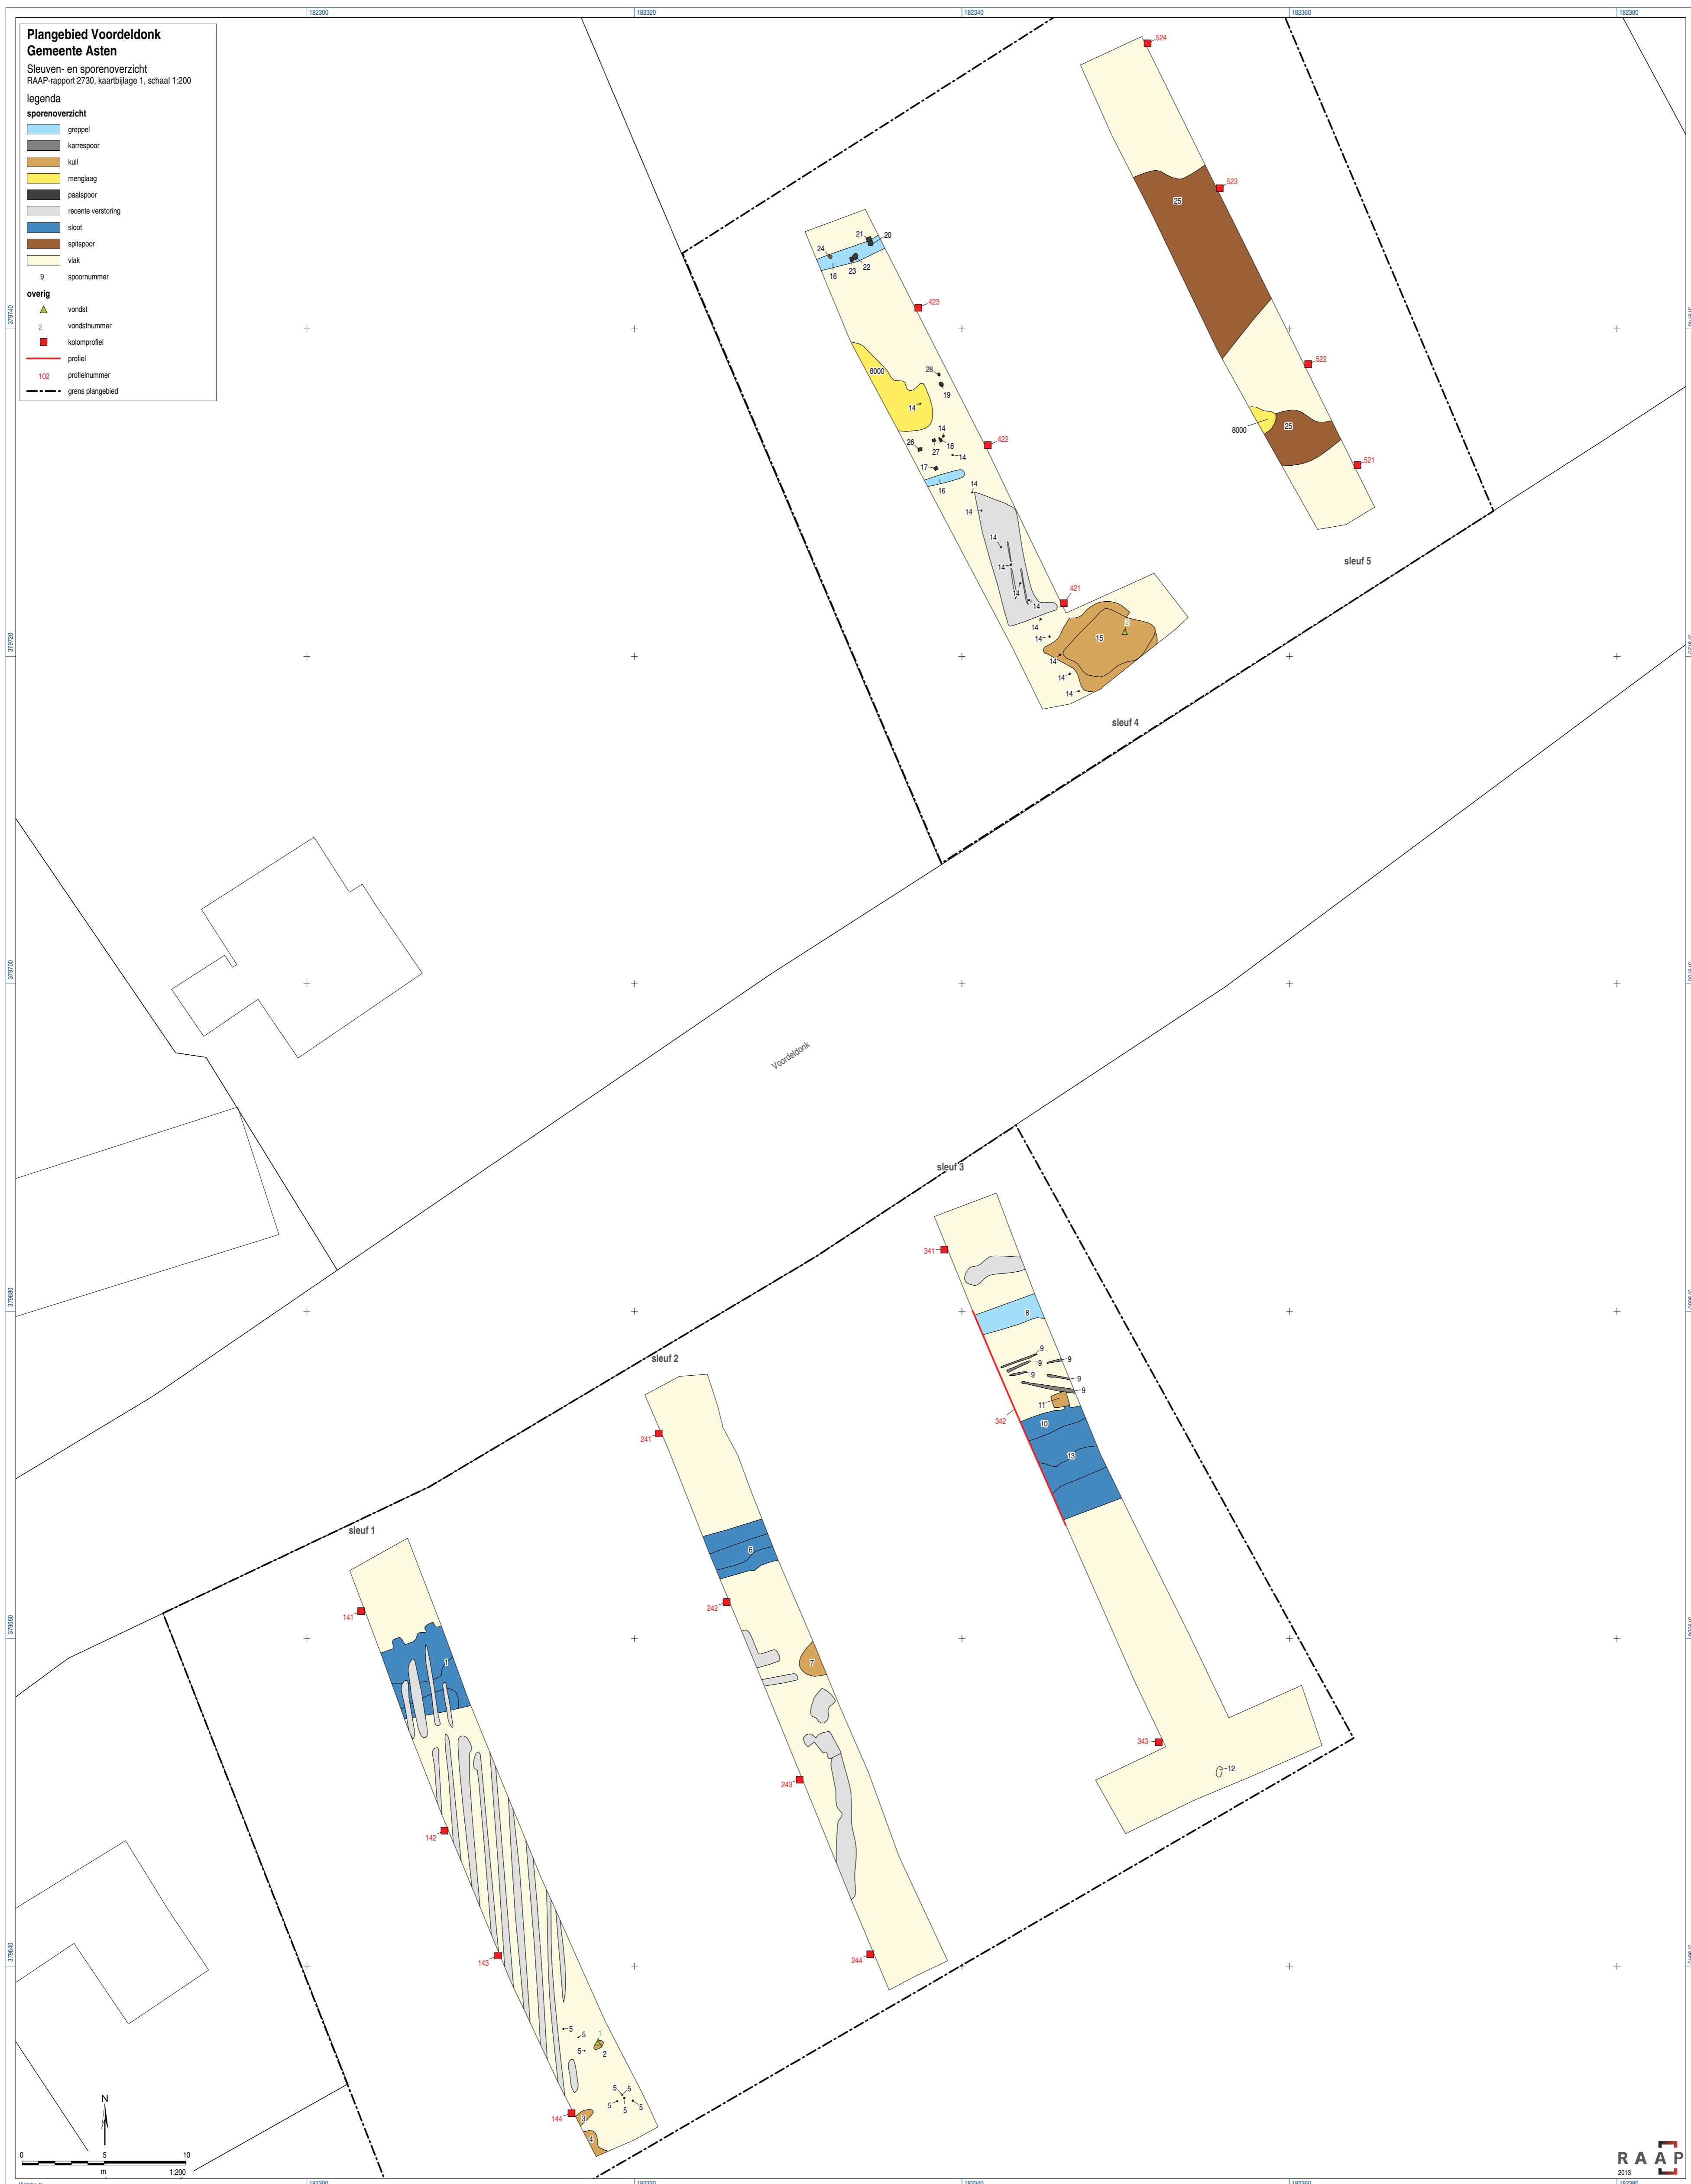 182300
182320
182340
182360
182380
Plangebied Voordeldonk
Gemeente Asten
Sleuven- en sporenoverzicht
RAAP-rapport 2730, kaartbijlage 1, schaal 1:200
legenda
sporenoverzicht
greppel
karrespoor
kuil
menglaag
paalspoor
recente verstoring
sloot
spitspoor
vlak
9 spoornummer
overig
vondst
2 vondstnummer
kolomprofiel
profiel
102 profielnummer
grens plangebied
524
523
25
21
20
24
16
23
22
423
379740
522
8000
28
19
14
14
422
26
27
18
14
17
16
8000
25
521
14
14
14
14
14
14
sleuf 5
421
14
14
2
15
14
14
14
379720
sleuf 4
379700
Voordeldonk
sleuf 3
341
379680
8
9
9
9
9
9
9
11
342
10
13
sleuf 2
241
sleuf 1
6
242
141
379660
1
7
343
12
243
142
143
244
379640
5
5
1
5
2
5
5
5
5
5
144
3
4
N
0 5 10
m 1:200
RAAP
2013
182300
182320
182340
182360
182380